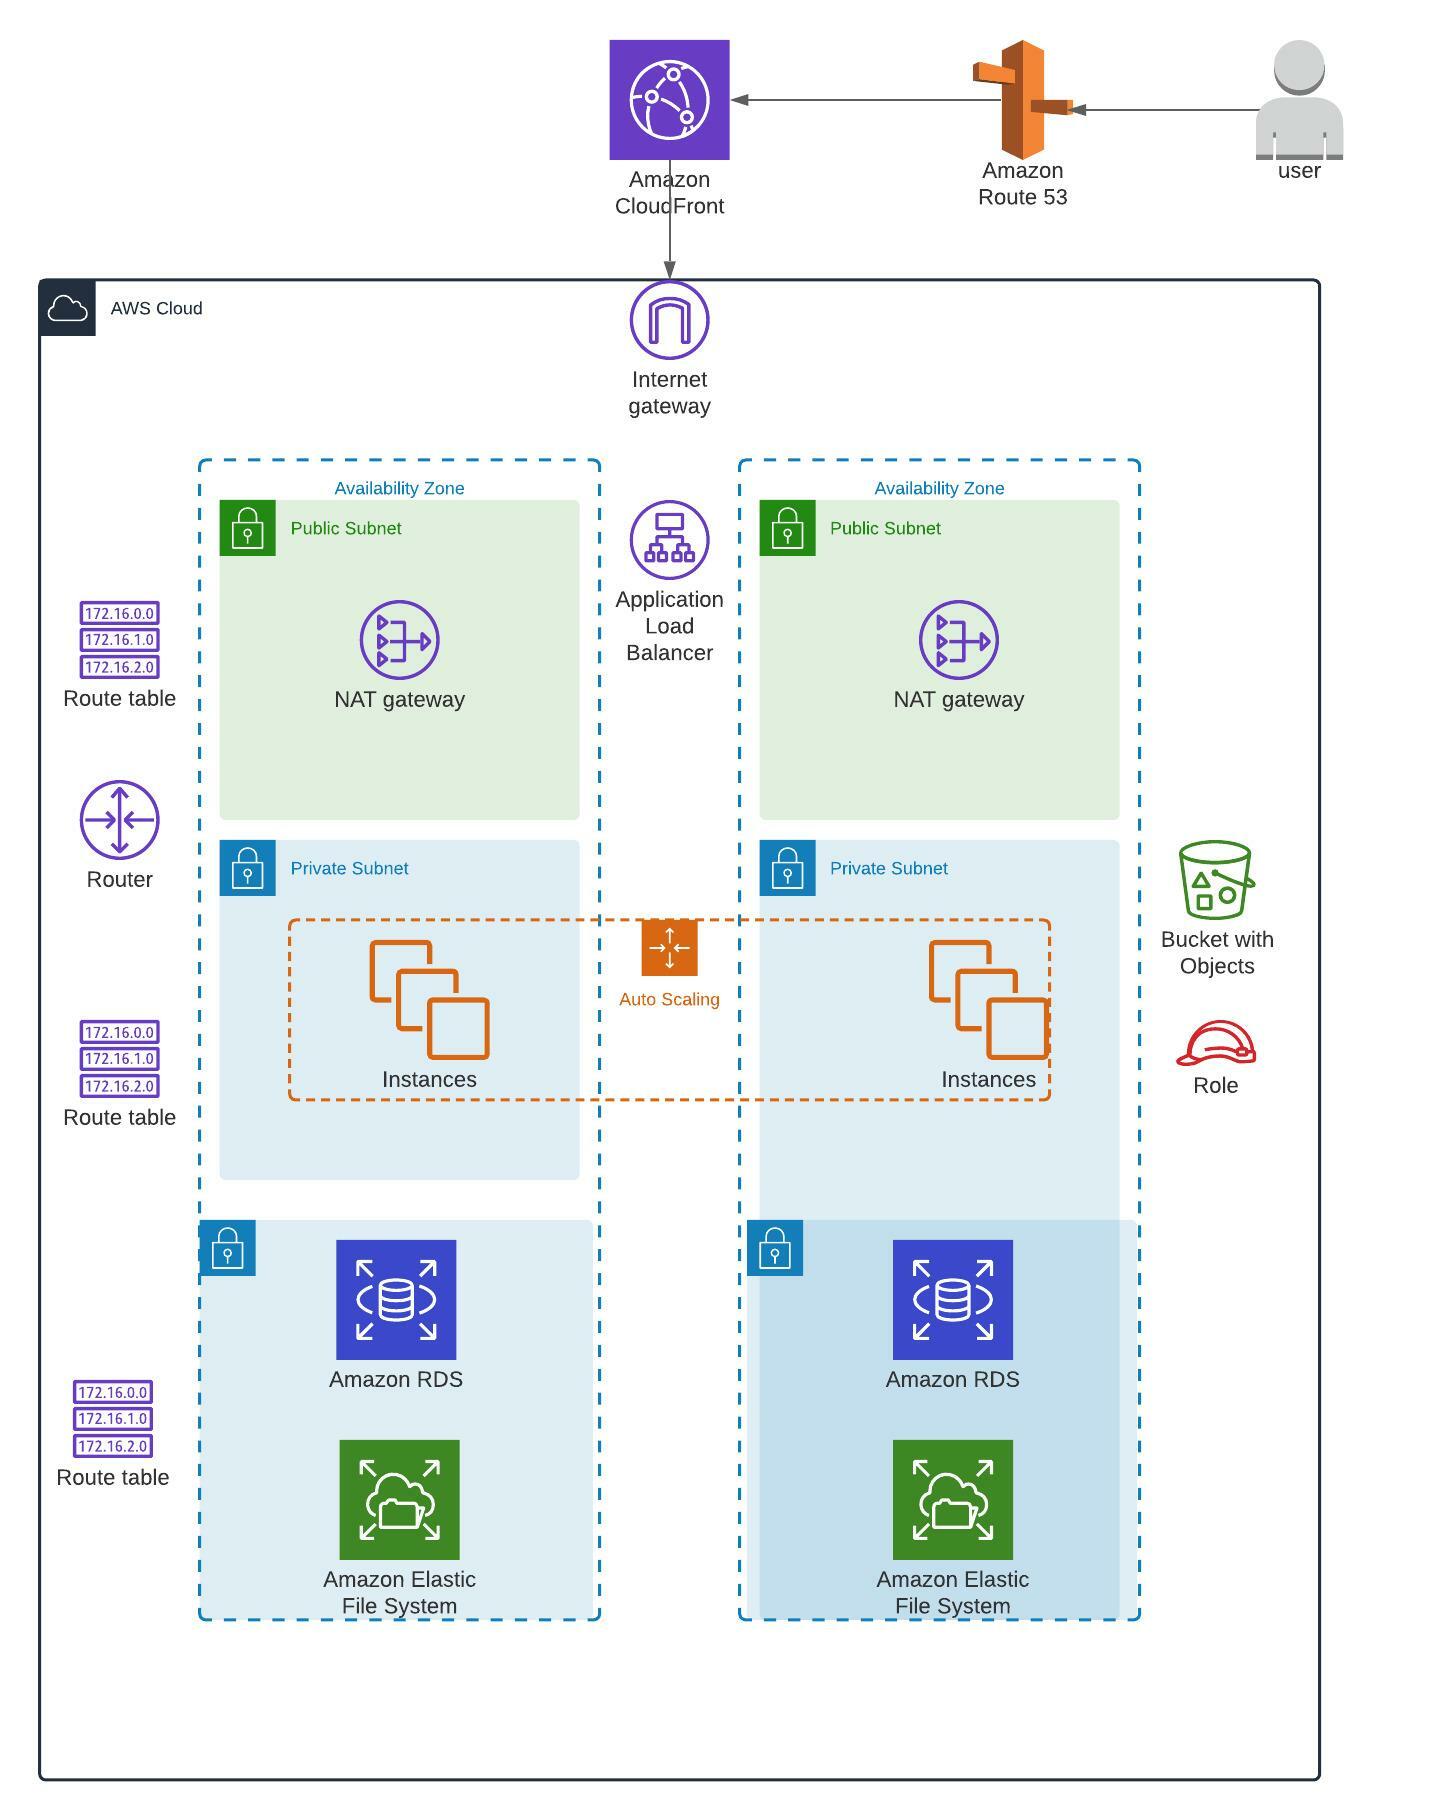 Amazon
CloudFront
Amazon
Route 53
user
AWS Cloud
Internet
gateway
Availability Zone
Availability Zone
Public Subnet
Public Subnet
Application
Load
Balancer
NAT gateway
NAT gateway
172.16.0.0
172.16.1.0
172.16.2.0
Route table
Router
Private Subnet
Private Subnet
Auto Scaling
Instances
Instances
Bucket with
Objects
Role
172.16.0.0
172.16.1.0
172.16.2.0
Route table
Amazon RDS
Amazon RDS
172.16.0.0
172.16.1.0
172.16.2.0
Route table
Amazon Elastic
File System
Amazon Elastic
File System